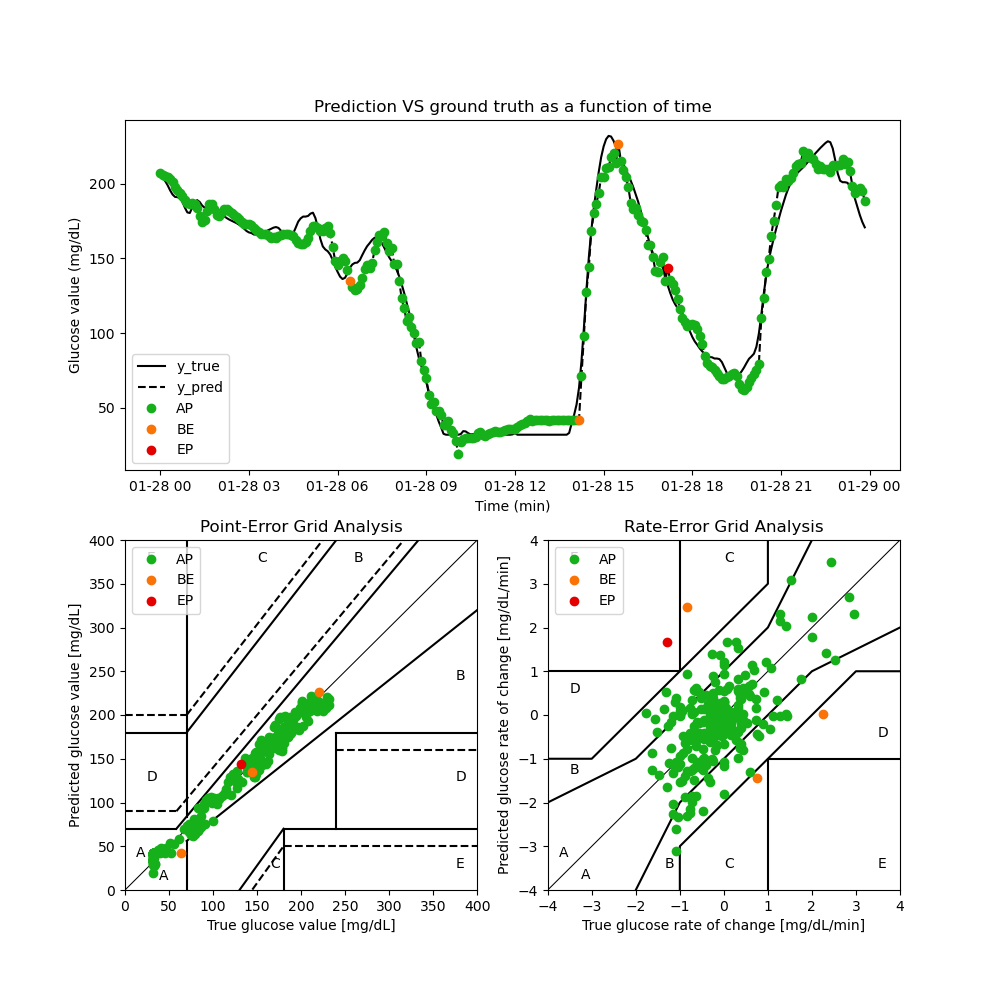 Prediction VS ground truth as a function of time
Glucose value (mg/dL)
200
150
100
50
y_true
y_pred
AP
BE
EP
01-28 00 01-28 03 01-28 06 01-28 09 01-28 12 01-28 15 01-28 18 01-28 21 01-29 00
Time (min)
Point-Error Grid Analysis
Predicted glucose value [mg/dL]
400
350
300
250
200
150
100
50
0
AP
BE
EP
C
B
B
D
D
A
A
C
E
0 50 100 150 200 250 300 350 400
True glucose value [mg/dL]
Rate-Error Grid Analysis
Predicted glucose rate of change [mg/dL/min]
4
3
2
1
0
−1
−2
−3
−4
AP
BE
EP
C
D
D
B
A
A
B
C
E
−4 −3 −2 −1 0 1 2 3 4
True glucose rate of change [mg/dL/min]